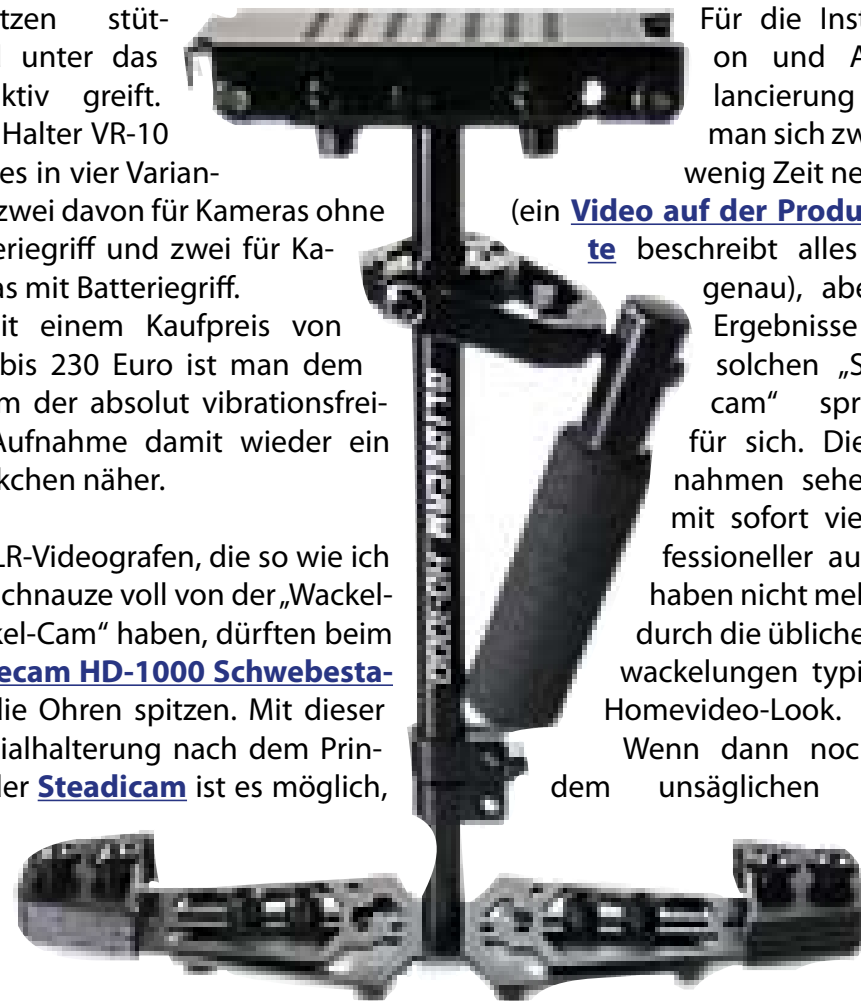 tzen stüt-
unter das
ktiv greift.
Halter VR-10
es in vier Varian-
zwei davon für Kameras ohne
eriegriff und zwei für Ka-
as mit Batteriegriff.
it einem Kaufpreis von
bis 230 Euro ist man dem
m der absolut vibrationsfrei-
Aufnahme damit wieder ein
kchen näher.
LR-Videografen, die so wie ich
chnauze voll von der „Wackel-
kel-Cam“ haben, dürften beim
ecam HD-1000 Schwebesta-
ie Ohren spitzen. Mit dieser
ialhalterung nach dem Prin-
er Steadicam ist es möglich,
GLIDECAM HD-1000
Für die Inst
on und A
lancierung
man sich zw
wenig Zeit ne
(ein Video auf der Produ
te beschreibt alles
genau), abe
Ergebnisse
solchen „S
cam“ spr
für sich. Die
nahmen sehe
mit sofort vie
fessioneller au
haben nicht meh
durch die übliche
wackelungen typi
Homevideo-Look.
Wenn dann noc
dem unsäglichen